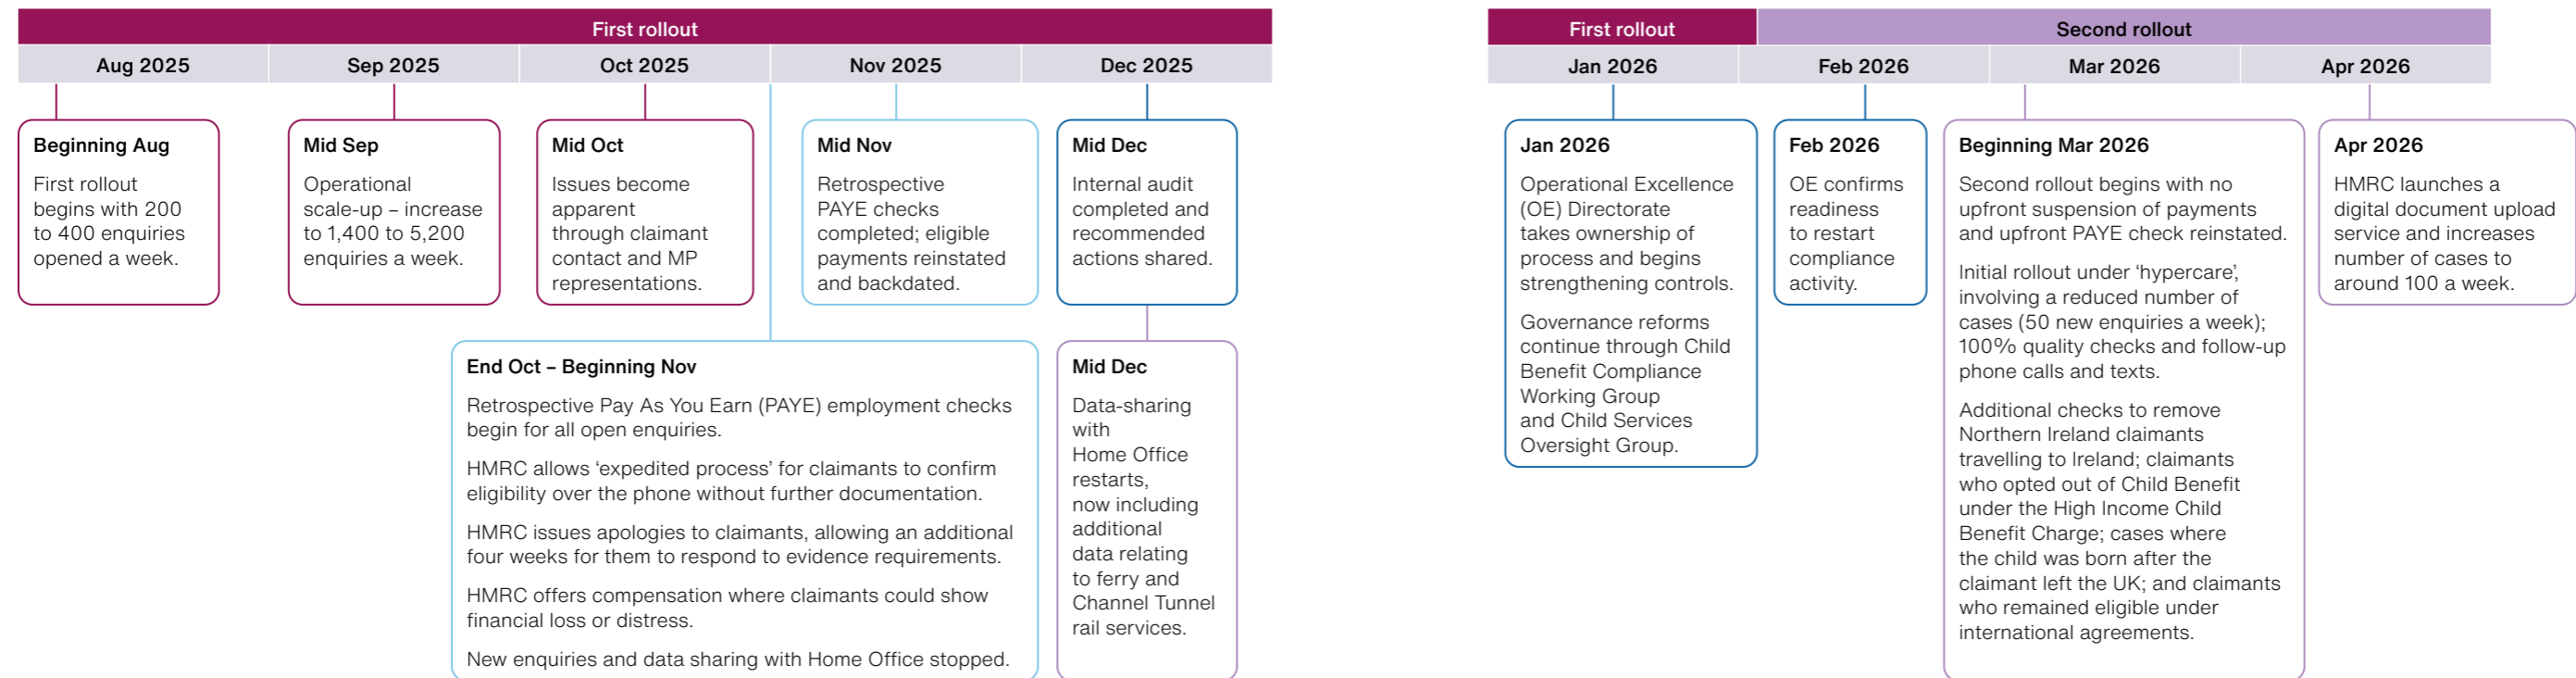 First rollout
Aug 2025
Sep 2025
Oct 2025
Nov 2025
Dec 2025
Beginning Aug
First rollout
begins with 200
to 400 enquiries
opened a week.
Mid Sep
Operational
scale-up – increase
to 1,400 to 5,200
enquiries a week.
Mid Oct
Issues become
apparent
through claimant
contact and MP
representations.
Mid Nov
Retrospective
PAYE checks
completed; eligible
payments reinstated
and backdated.
Mid Dec
Internal audit
completed and
recommended
actions shared.
End Oct – Beginning Nov
Retrospective Pay As You Earn (PAYE) employment checks
begin for all open enquiries.
HMRC allows ‘expedited process’ for claimants to confirm
eligibility over the phone without further documentation.
HMRC issues apologies to claimants, allowing an additional
four weeks for them to respond to evidence requirements.
HMRC offers compensation where claimants could show
financial loss or distress.
New enquiries and data sharing with Home Office stopped.
Mid Dec
Data-sharing
with
Home Office
restarts,
now including
additional
data relating
to ferry and
Channel Tunnel
rail services.
First rollout
Second rollout
Jan 2026
Feb 2026
Mar 2026
Apr 2026
Jan 2026
Operational Excellence
(OE) Directorate
takes ownership of
process and begins
strengthening controls.
Governance reforms
continue through Child
Benefit Compliance
Working Group
and Child Services
Oversight Group.
Feb 2026
OE confirms
readiness
to restart
compliance
activity.
Beginning Mar 2026
Second rollout begins with no
upfront suspension of payments
and upfront PAYE check reinstated.
Initial rollout under ‘hypercare’,
involving a reduced number of
cases (50 new enquiries a week);
100% quality checks and follow-up
phone calls and texts.
Additional checks to remove
Northern Ireland claimants
travelling to Ireland; claimants
who opted out of Child Benefit
under the High Income Child
Benefit Charge; cases where
the child was born after the
claimant left the UK; and claimants
who remained eligible under
international agreements.
Apr 2026
HMRC launches a
digital document upload
service and increases
number of cases to
around 100 a week.